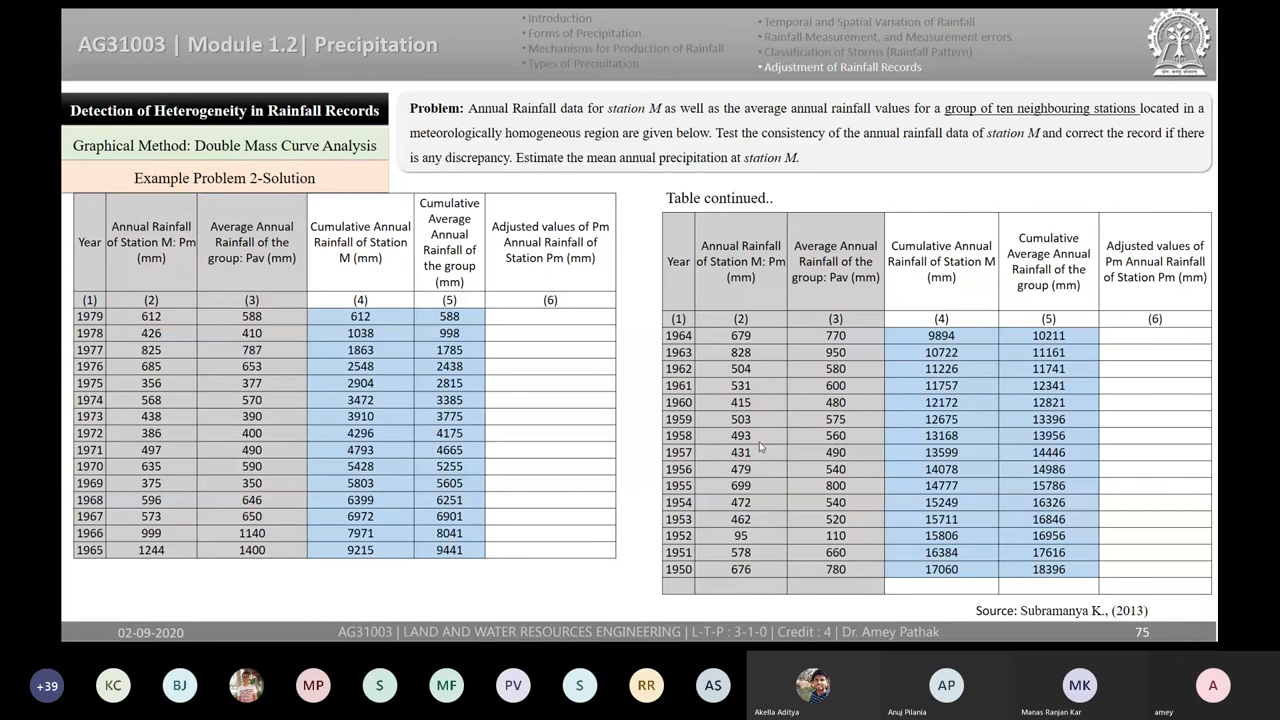 AG31003 | Module 1.2| Precipitation
•Introduction
•Forms of Precipitation
•Mechanisms for Production of Rainfall
•Types of Precipitation
•Temporal and Spatial Variation of Rainfall
•Rainfall Measurement, and Measurement errors
•Classification of Storms (Rainfall Pattern)
•Adjustment of Rainfall Records
Detection of Heterogeneity in Rainfall Records
Graphical Method: Double Mass Curve Analysis
Example Problem 2-Solution
Problem: Annual Rainfall data for station M as well as the average annual rainfall values for a group of ten neighbouring stations located in a
meteorologically homogeneous region are given below. Test the consistency of the annual rainfall data of station M and correct the record if there
is any discrepancy. Estimate the mean annual precipitation at station M.
Year | Annual Rainfall of Station M: Pm (mm) | Average Annual Rainfall of the group: Pav (mm) | Cumulative Annual Rainfall of Station M (mm) | Cumulative Average Annual Rainfall of the group (mm) | Adjusted values of Pm Annual Rainfall of Station Pm (mm)
(1) (2) (3) (4) (5) (6)
1979 612 588 612 588
1978 426 410 1038 998
1977 825 787 1863 1785
1976 685 653 2548 2438
1975 356 377 2904 2815
1974 568 570 3472 3385
1973 438 390 3910 3775
1972 386 400 4296 4175
1971 497 490 4793 4665
1970 635 590 5428 5255
1969 375 350 5803 5605
1968 596 646 6399 6251
1967 573 650 6972 6901
1966 999 1140 7971 8041
1965 1244 1400 9215 9441
Table continued..
Year | Annual Rainfall of Station M: Pm (mm) | Average Annual Rainfall of the group: Pav (mm) | Cumulative Annual Rainfall of Station M (mm) | Cumulative Average Annual Rainfall of the group (mm) | Adjusted values of Pm Annual Rainfall of Station Pm (mm)
(1) (2) (3) (4) (5) (6)
1964 679 770 9894 10211
1963 828 950 10722 11161
1962 504 580 11226 11741
1961 531 600 11757 12341
1960 415 480 12172 12821
1959 503 575 12675 13396
1958 493 560 13168 13956
1957 431 490 13599 14446
1956 479 540 14078 14986
1955 699 800 14777 15786
1954 472 540 15249 16326
1953 462 520 15711 16846
1952 95 110 15806 16956
1951 578 660 16384 17616
1950 676 780 17060 18396
Source: Subramanya K., (2013)
02-09-2020
AG31003 | LAND AND WATER RESOURCES ENGINEERING | L-T-P : 3-1-0 | Credit : 4 | Dr. Amey Pathak
75
+39 KC BJ MP S MF PV S RR AS AP MK A
Akella Aditya
Anuj Pilania
Manas Ranjan Kar
amey